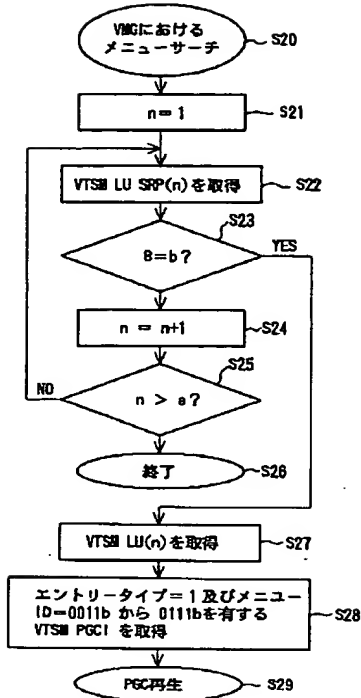 VMGにおける
メニューサーチ
S20
n = 1
S21
VTSM LU SRP(n)を取得
S22
S23
B=b?
YES
n = n+1
S24
S25
NO
n > a?
終了
S26
VTSM LU(n)を取得
S27
エントリータイプ = 1 及びメニュー
ID=0011b から 0111bを有する
VTSM PGCI を取得
S28
PGC再生
S29